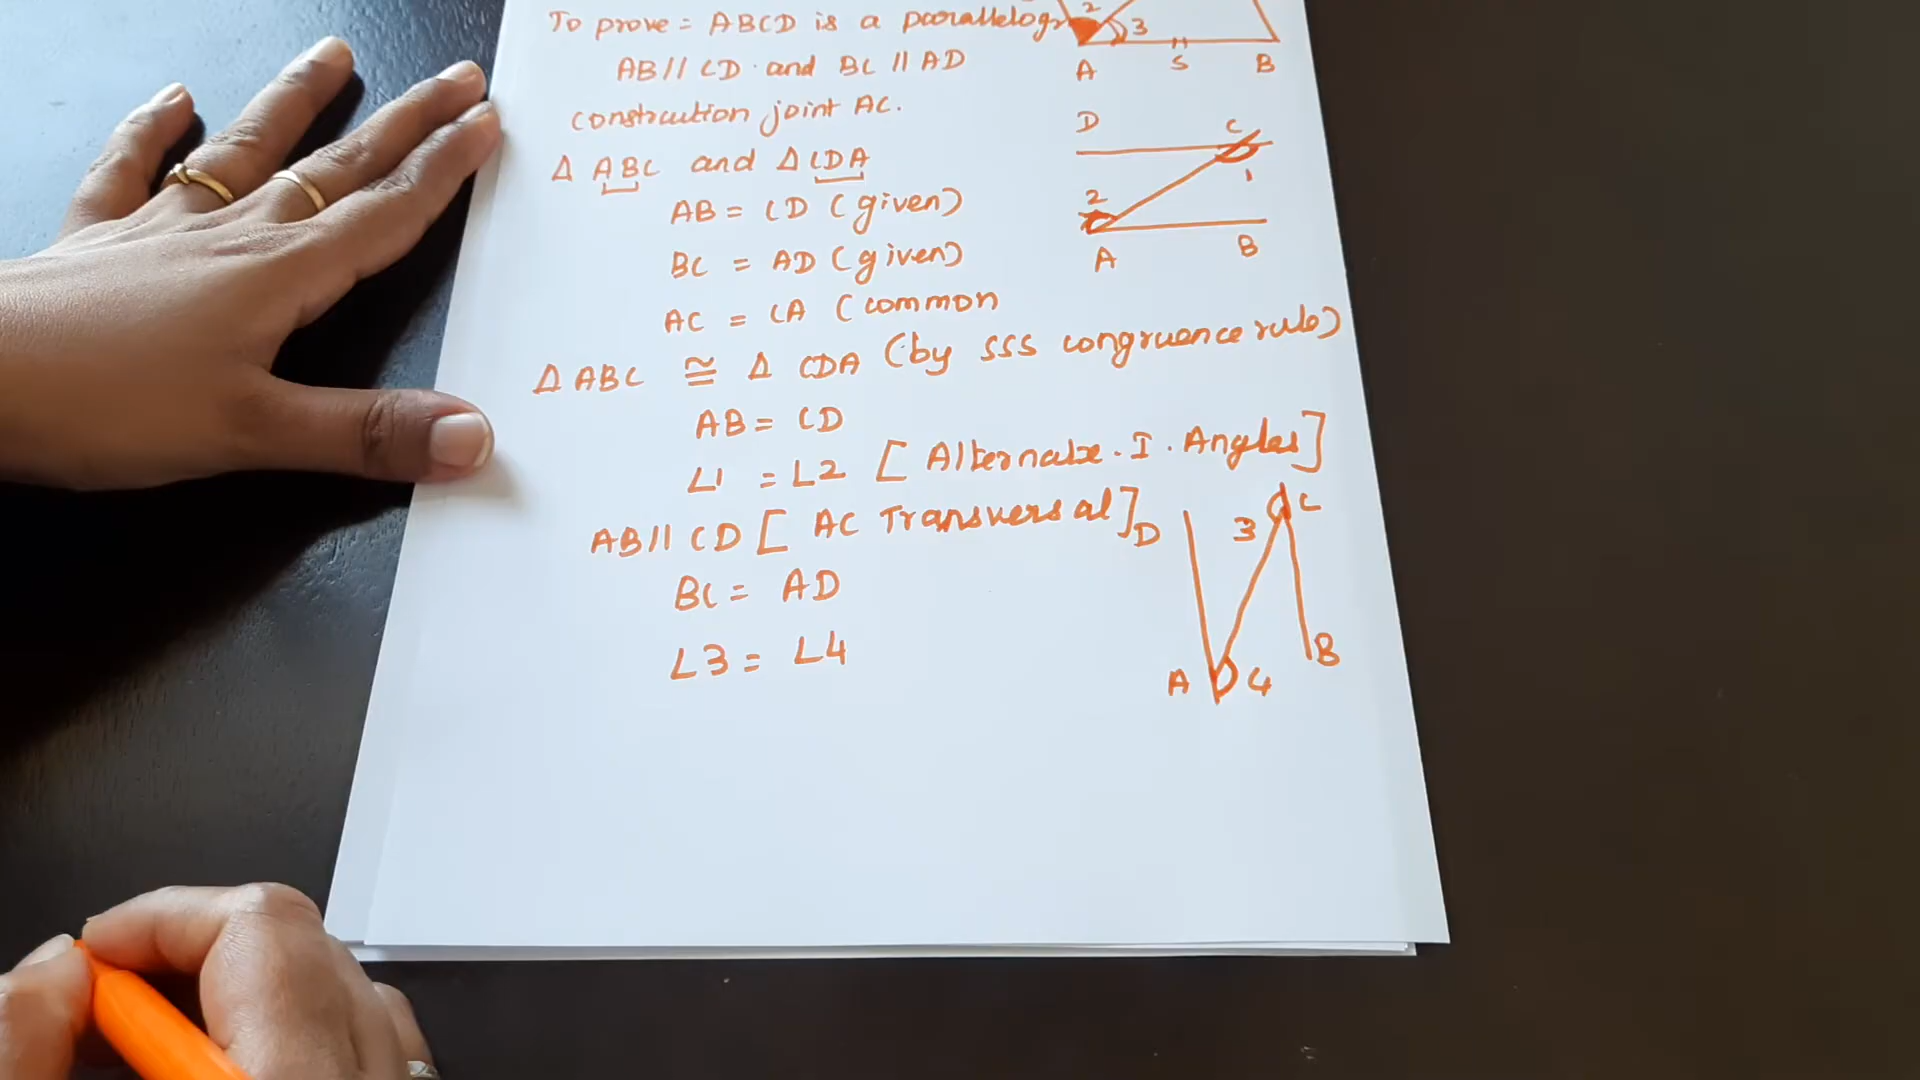 To prove = ABCD is a parallelogr
AB // CD . and BC // AD
construction joint AC.
Δ ABC and Δ CDA
AB = CD (given)
BC = AD (given)
AC = CA (common
Δ ABC ≅ Δ CDA (by SSS congruence rule)
AB = CD
∠1 = ∠2 [Alternate . I . Angles]
AB // CD [AC Transversal]
BC = AD
∠3 = ∠4
2 3
A S B
D C
1
2
A B
D 3 C
A 4 B